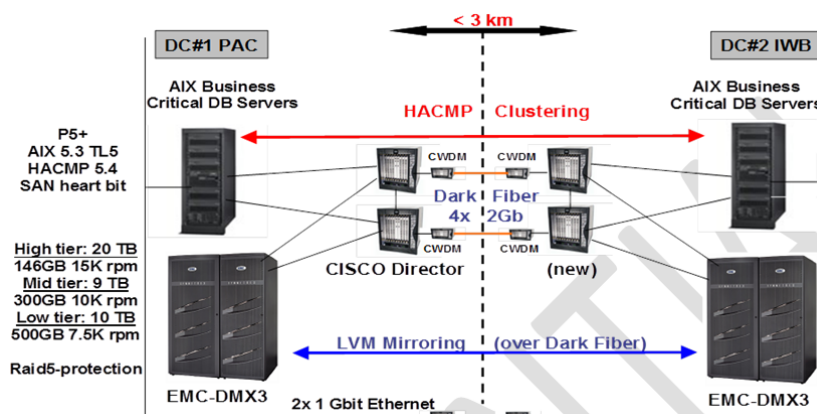 < 3 km
DC#1 PAC
DC#2 IWB
AIX Business
Critical DB Servers
AIX Business
Critical DB Servers
HACMP Clustering
P5+
AIX 5.3 TL5
HACMP 5.4
SAN heart bit
CWDM
CWDM
Dark Fiber
4x 2Gb
CWDM
CWDM
CISCO Director
(new)
High tier: 20 TB
146GB 15K rpm
Mid tier: 9 TB
300GB 10K rpm
Low tier: 10 TB
500GB 7.5K rpm
Raid5-protection
LVM Mirroring (over Dark Fiber)
EMC-DMX3
EMC-DMX3
2x 1 Gbit Ethernet